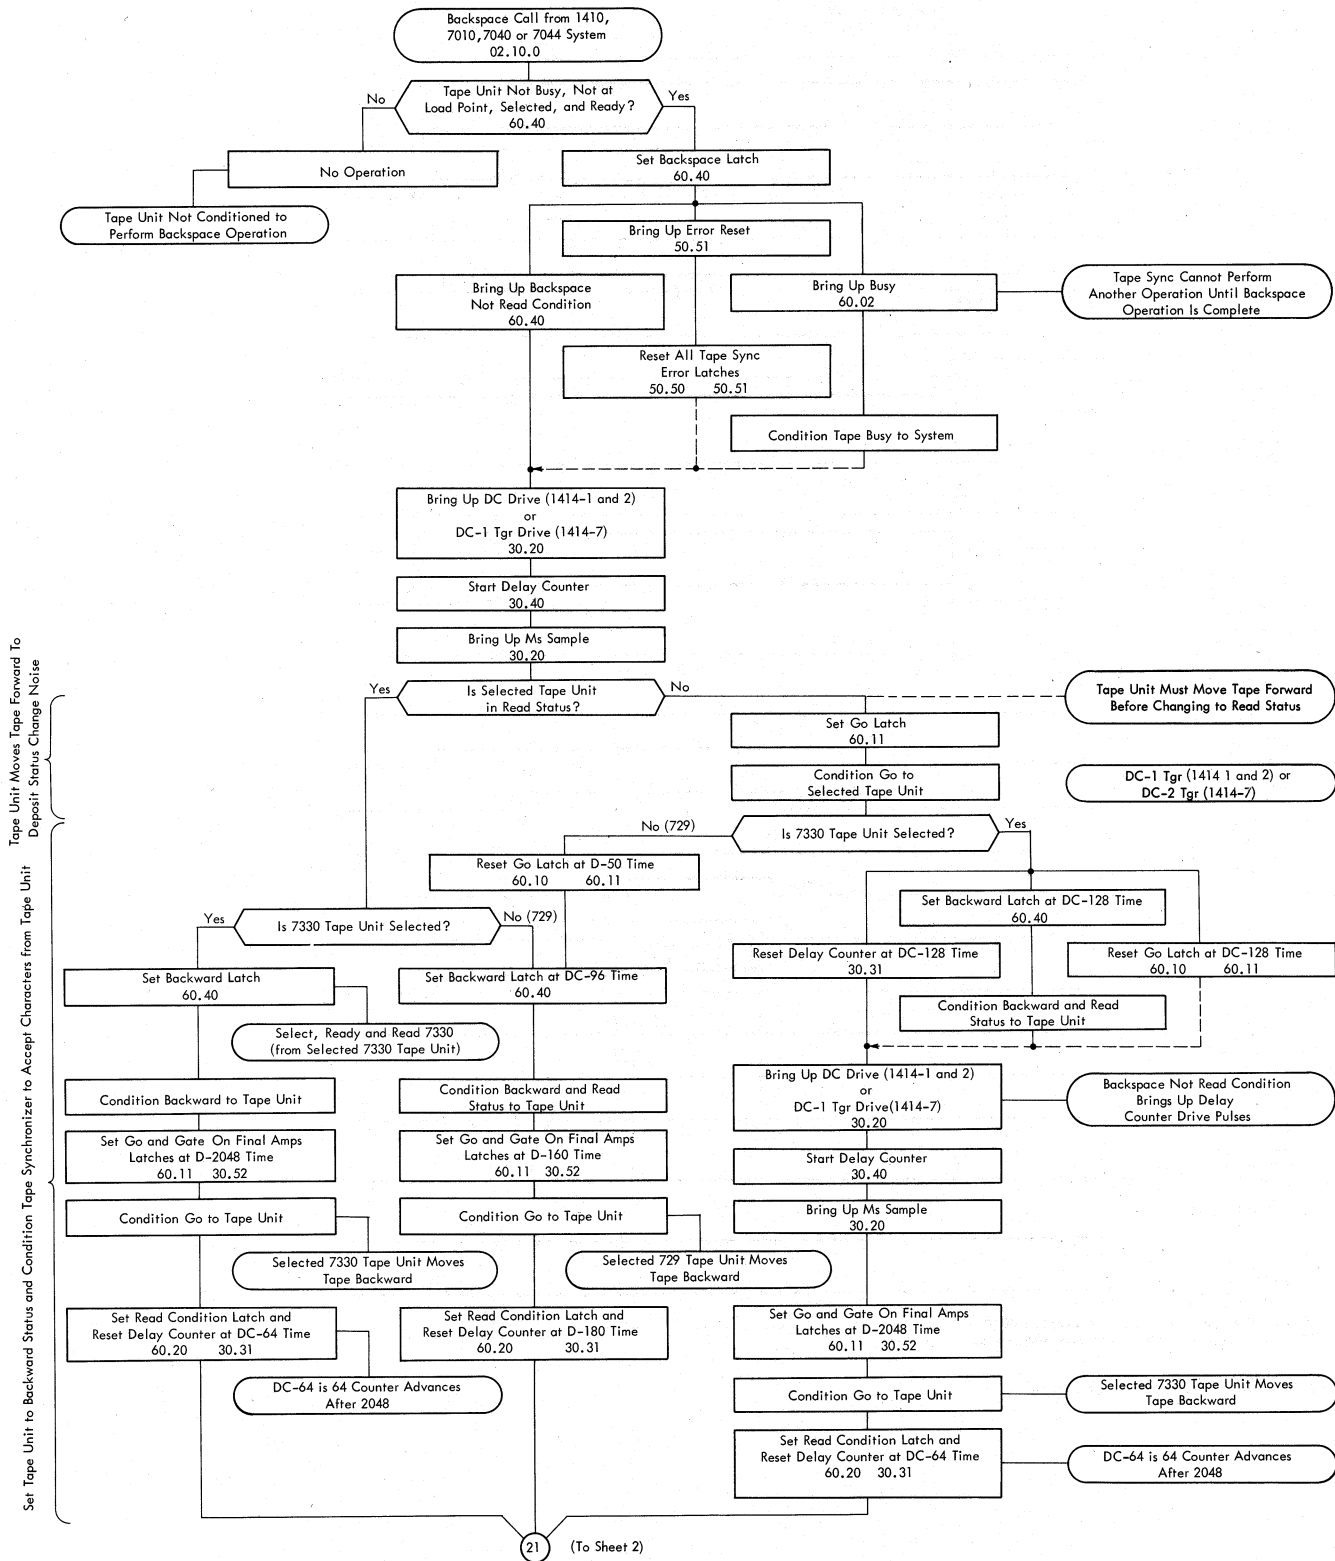 Backspace Call from 1410,
7010, 7040 or 7044 System
02.10.0
Tape Unit Not Busy, Not at
Load Point, Selected, and Ready?
60.40
No
Yes
No Operation
Set Backspace Latch
60.40
Tape Unit Not Conditioned to
Perform Backspace Operation
Bring Up Error Reset
50.51
Bring Up Backspace
Not Read Condition
60.40
Bring Up Busy
60.02
Tape Sync Cannot Perform
Another Operation Until Backspace
Operation Is Complete
Reset All Tape Sync
Error Latches
50.50 50.51
Condition Tape Busy to System
Bring Up DC Drive (1414-1 and 2)
or
DC-1 Tgr Drive (1414-7)
30.20
Start Delay Counter
30.40
Bring Up Ms Sample
30.20
Is Selected Tape Unit
in Read Status?
Yes
No
Tape Unit Must Move Tape Forward
Before Changing to Read Status
Tape Unit Moves Tape Forward To
Deposit Status Change Noise
Set Go Latch
60.11
Condition Go to
Selected Tape Unit
DC-1 Tgr (1414 1 and 2) or
DC-2 Tgr (1414-7)
Is 7330 Tape Unit Selected?
No (729)
Yes
Reset Go Latch at D-50 Time
60.10 60.11
Set Backward Latch at DC-128 Time
60.40
Is 7330 Tape Unit Selected?
Yes
No (729)
Reset Delay Counter at DC-128 Time
30.31
Reset Go Latch at DC-128 Time
60.10 60.11
Set Backward Latch
60.40
Set Backward Latch at DC-96 Time
60.40
Condition Backward and Read
Status to Tape Unit
Select, Ready and Read 7330
(from Selected 7330 Tape Unit)
Set Tape Unit to Backward Status and Condition Tape Synchronizer to Accept Characters from Tape Unit
Condition Backward to Tape Unit
Condition Backward and Read
Status to Tape Unit
Bring Up DC Drive (1414-1 and 2)
or
DC-1 Tgr Drive(1414-7)
30.20
Backspace Not Read Condition
Brings Up Delay
Counter Drive Pulses
Set Go and Gate On Final Amps
Latches at D-2048 Time
60.11 30.52
Set Go and Gate On Final Amps
Latches at D-160 Time
60.11 30.52
Start Delay Counter
30.40
Condition Go to Tape Unit
Condition Go to Tape Unit
Bring Up Ms Sample
30.20
Selected 7330 Tape Unit Moves
Tape Backward
Selected 729 Tape Unit Moves
Tape Backward
Set Read Condition Latch and
Reset Delay Counter at DC-64 Time
60.20 30.31
Set Read Condition Latch and
Reset Delay Counter at D-180 Time
60.20 30.31
Set Go and Gate On Final Amps
Latches at D-2048 Time
60.11 30.52
DC-64 is 64 Counter Advances
After 2048
Condition Go to Tape Unit
Selected 7330 Tape Unit Moves
Tape Backward
Set Read Condition Latch and
Reset Delay Counter at DC-64 Time
60.20 30.31
DC-64 is 64 Counter Advances
After 2048
21 (To Sheet 2)